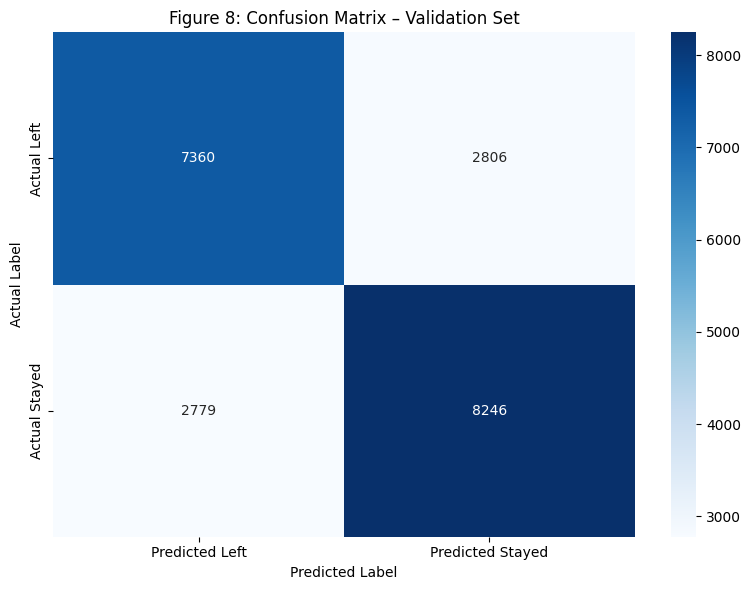 Figure 8: Confusion Matrix – Validation Set
Actual Label
Actual Left
Actual Stayed
7360
2806
2779
8246
Predicted Left
Predicted Stayed
Predicted Label
8000
7000
6000
5000
4000
3000